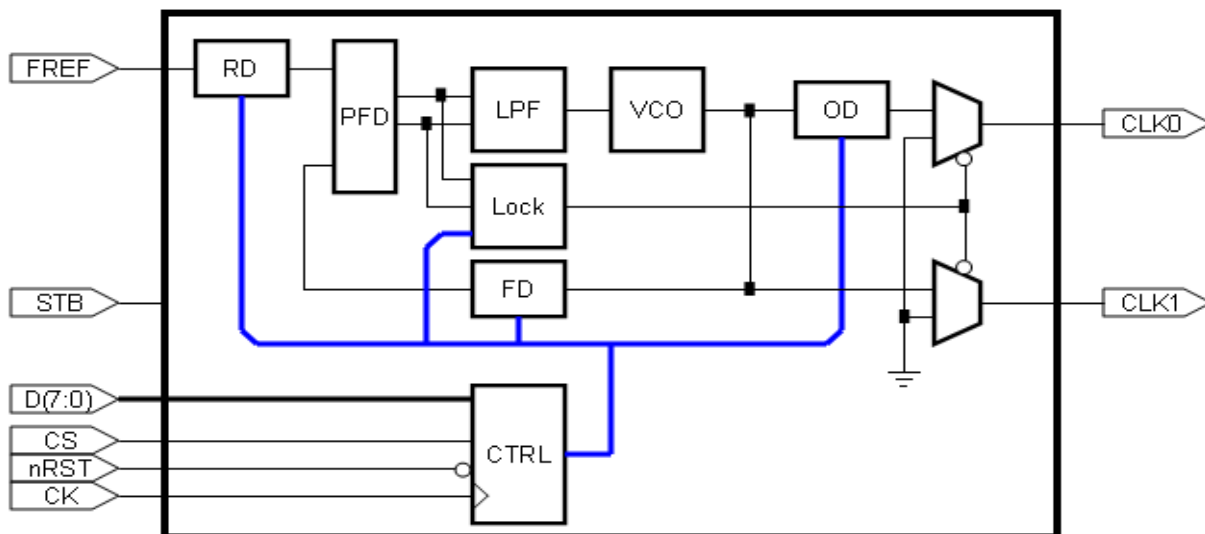 FREF
RD
PFD
LPF
VCO
OD
CLK0
Lock
STB
FD
CLK1
D(7:0)
CS
nRST
CK
CTRL